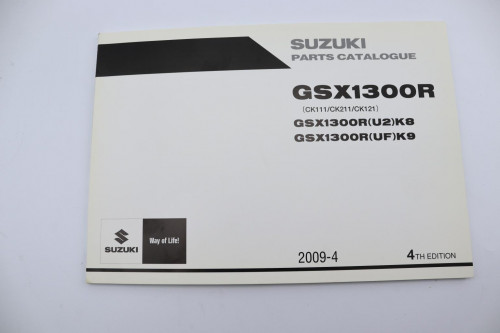 SUZUKI
PARTS CATALOGUE
GSX1300R
(CK111/CK211/CK121)
GSX1300R(U2)K8
GSX1300R(UF)K9
SUZUKI
Way of Life!
2009-4
4TH EDITION